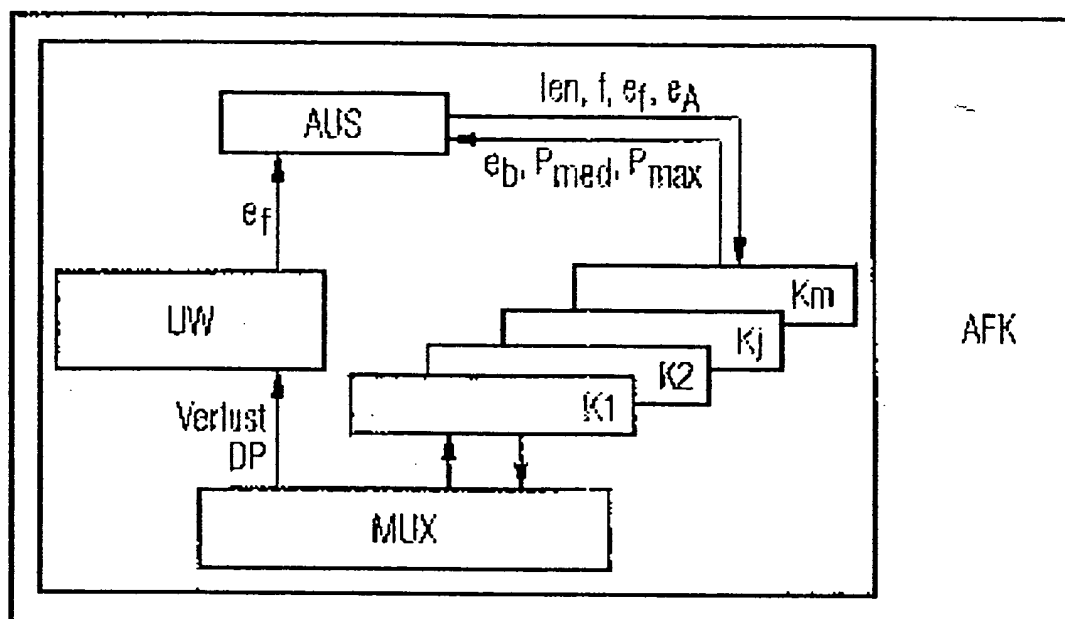 len, f, ef, eA
AUS
eb, Pmed, Pmax
ef
Km
UW
Kj
AFK
K2
K1
Verlust
DP
MUX